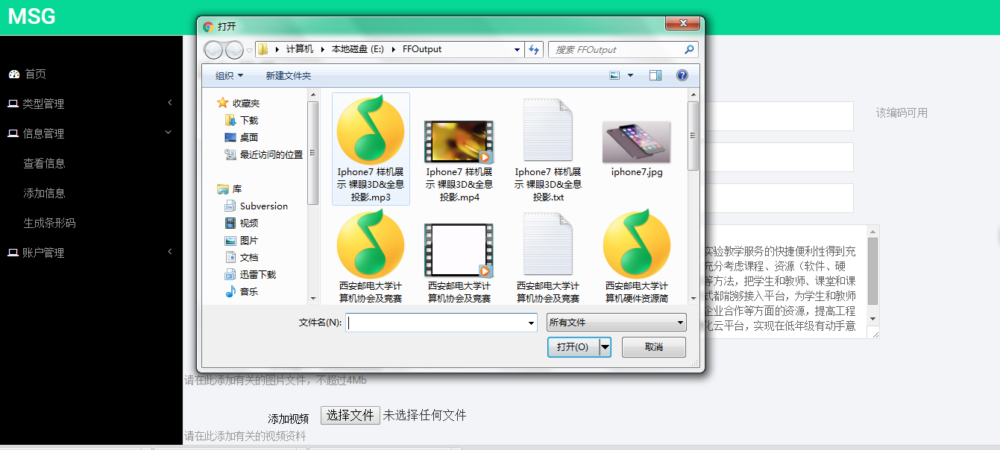 MSG
首页
类型管理
信息管理
查看信息
添加信息
生成条形码
账户管理
打开
计算机
本地磁盘 (E:)
FFOutput
搜索 FFOutput
组织
新建文件夹
收藏夹
下载
桌面
最近访问的位置
库
Subversion
视频
图片
文档
迅雷下载
音乐
Iphone7 样机展
示 裸眼3D&全息
投影.mp3
Iphone7 样机展
示 裸眼3D&全息
投影.mp4
Iphone7 样机展
示 裸眼3D&全息
投影.txt
iphone7.jpg
西安邮电大学计
算机协会及竞赛
西安邮电大学计
算机协会及竞赛
西安邮电大学计
算机协会及竞赛
西安邮电大学计
算机硬件资源简
文件名(N):
所有文件
打开(O)
取消
该编码可用
实验教学服务的快捷便利性得到充
充分考虑课程、资源（软件、硬
等方法，把学生和教师、课堂和课
式都能够接入平台，为学生和教师
企业合作等方面的资源，提高工程
化云平台，实现在低年级有动手意
请在此添加有关的图片文件，不超过4Mb
添加视频
选择文件
未选择任何文件
请在此添加有关的视频资料